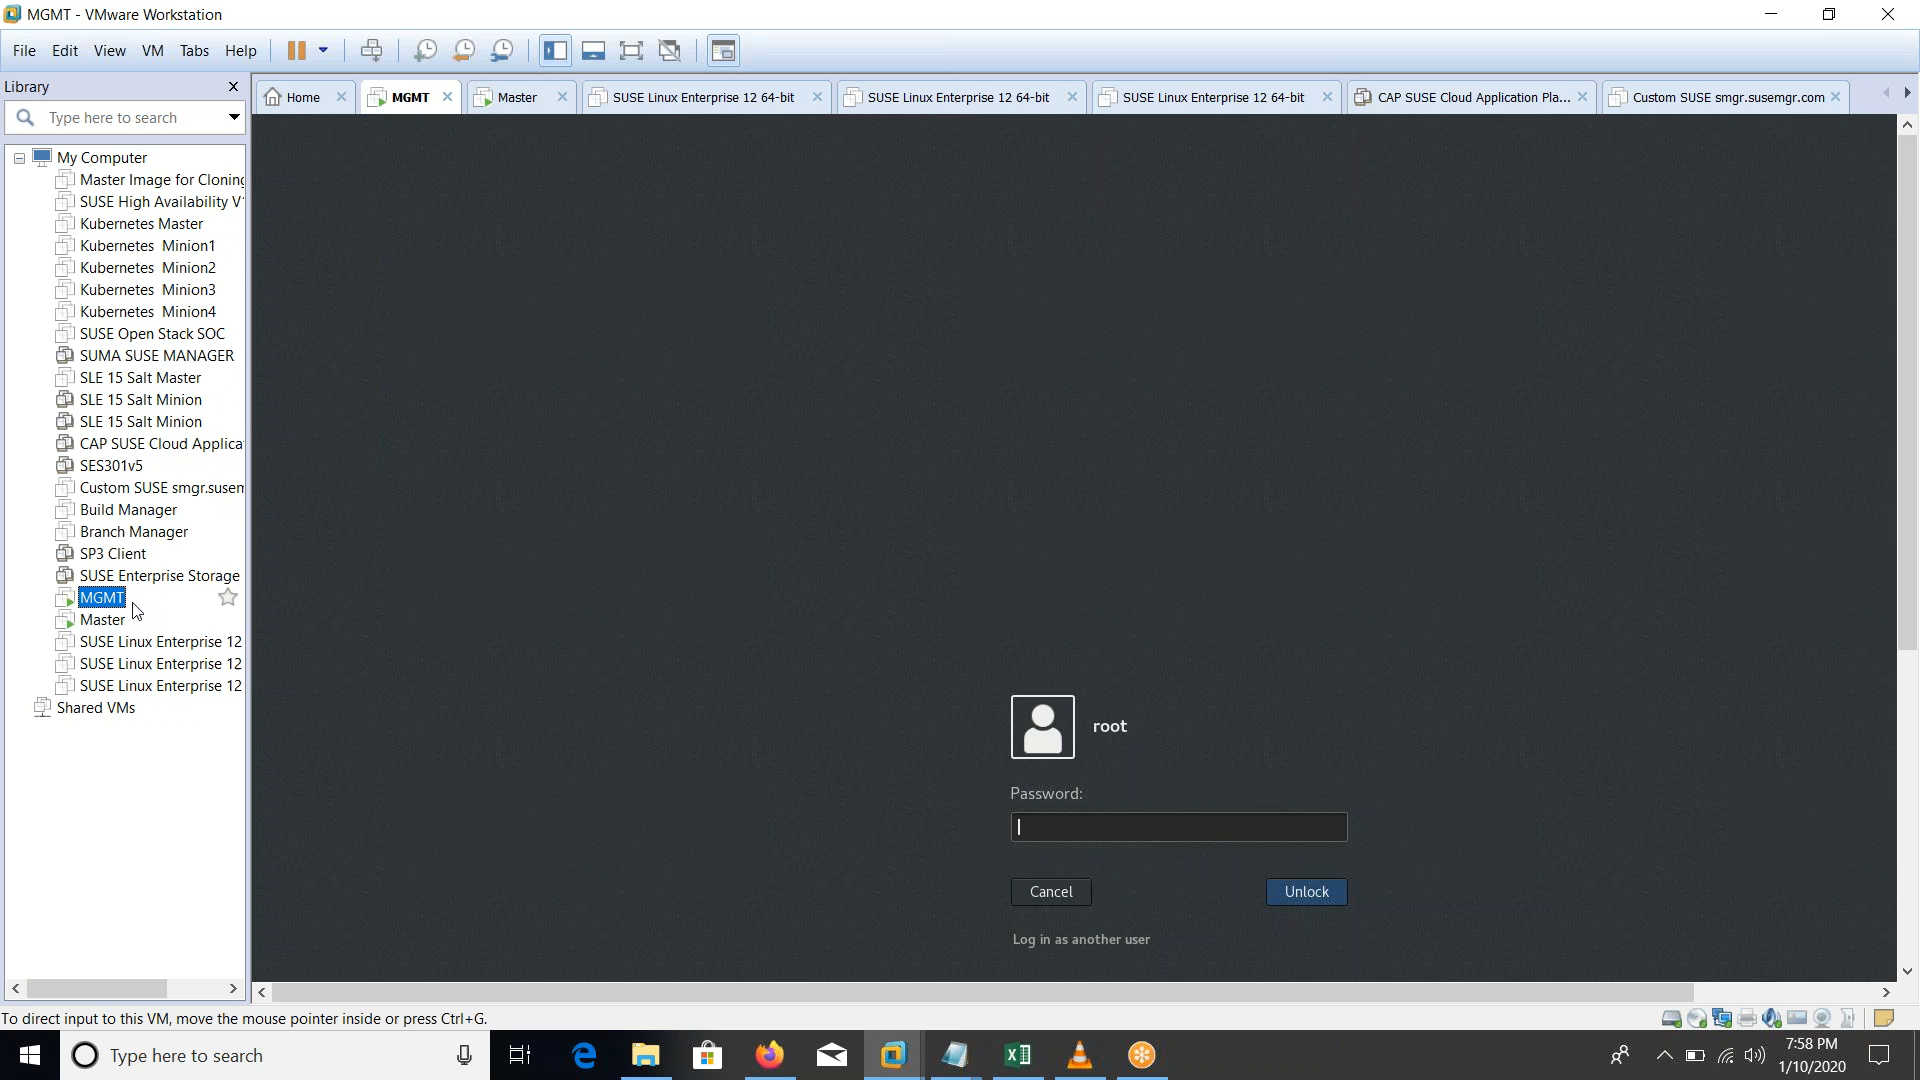 MGMT - VMware Workstation
File Edit View VM Tabs Help
Library
Type here to search
Home
MGMT
Master
SUSE Linux Enterprise 12 64-bit
SUSE Linux Enterprise 12 64-bit
SUSE Linux Enterprise 12 64-bit
CAP SUSE Cloud Application Pla...
Custom SUSE smgr.susemgr.com
My Computer
Master Image for Cloning
SUSE High Availability V
Kubernetes Master
Kubernetes Minion1
Kubernetes Minion2
Kubernetes Minion3
Kubernetes Minion4
SUSE Open Stack SOC
SUMA SUSE MANAGER
SLE 15 Salt Master
SLE 15 Salt Minion
SLE 15 Salt Minion
CAP SUSE Cloud Applica
SES301v5
Custom SUSE smgr.susem
Build Manager
Branch Manager
SP3 Client
SUSE Enterprise Storage
MGMT
Master
SUSE Linux Enterprise 12
SUSE Linux Enterprise 12
SUSE Linux Enterprise 12
Shared VMs
root
Password:
Cancel
Unlock
Log in as another user
To direct input to this VM, move the mouse pointer inside or press Ctrl+G.
Type here to search
7:58 PM
1/10/2020